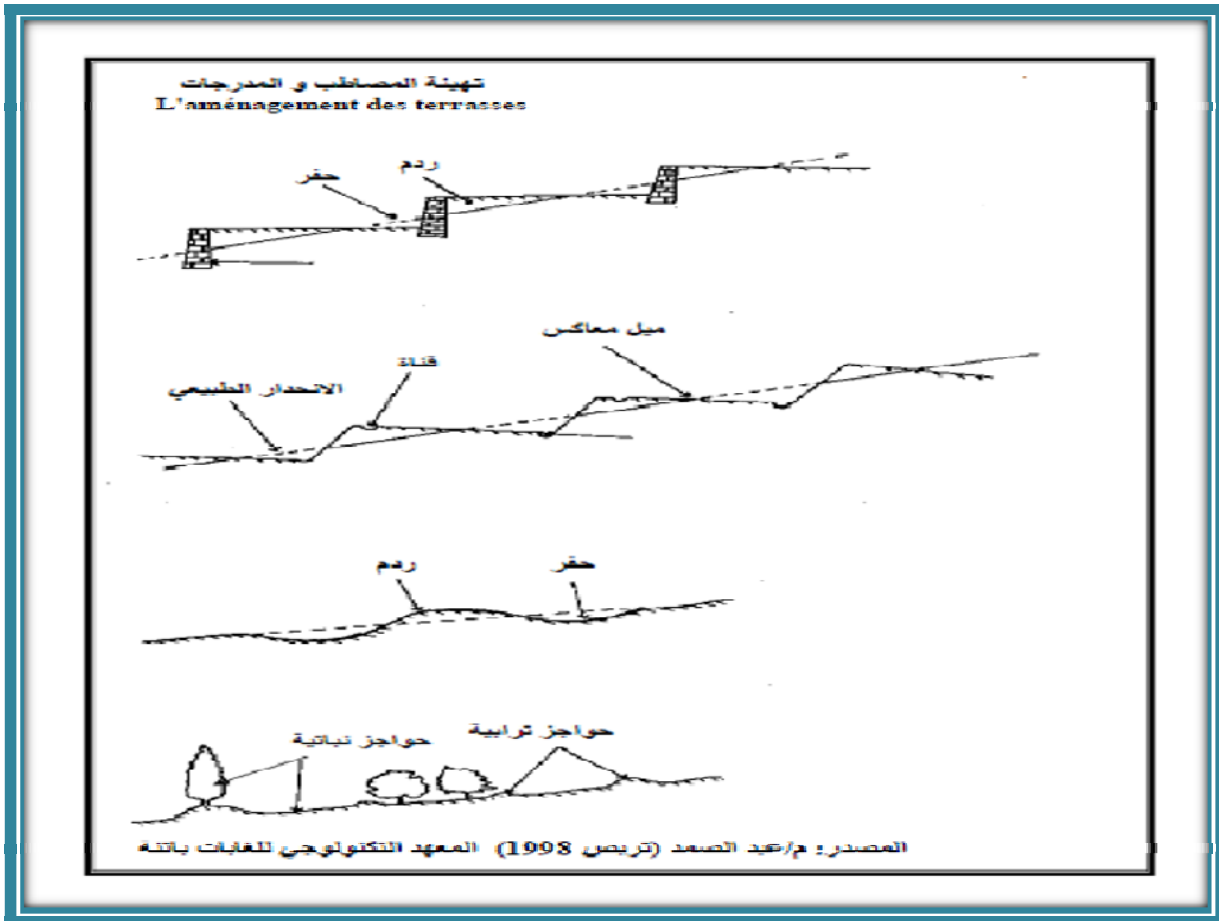 تهيئة المصاطب و المدرجات
L'aménagement des terrasses
ردم
حفر
ميل معاكس
قناة
الانحدار الطبيعي
ردم
حفر
حواجز ترابية
حواجز نباتية
المصدر: م/عبد الصمد (تربص 1998) المعهد التكنولوجي للغابات باتنة